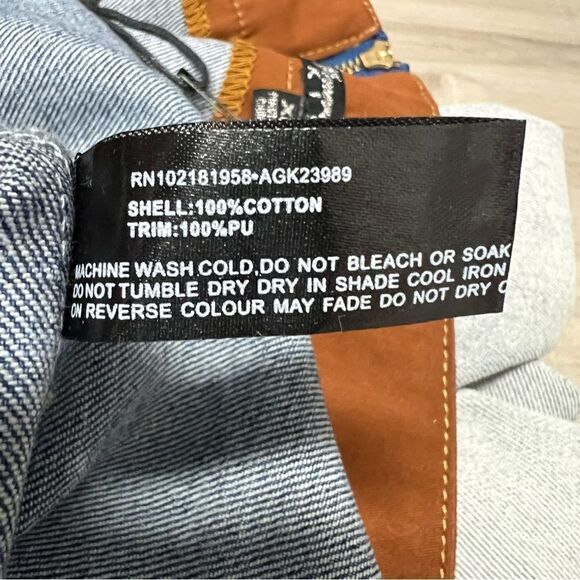 RN102181958-AGK23989
SHELL:100%COTTON
TRIM:100%PU
MACHINE WASH COLD,DO NOT BLEACH OR SOAK
DO NOT TUMBLE DRY DRY IN SHADE COOL IRON
ON REVERSE COLOUR MAY FADE DO NOT DRY